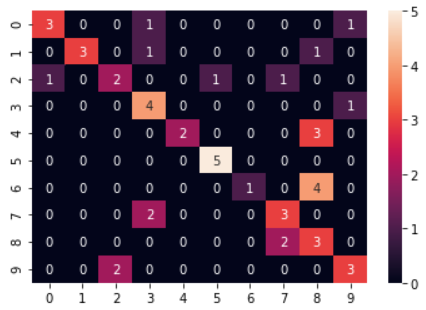 0 3 0 0 1 0 0 0 0 0 1
1 0 3 0 1 0 0 0 0 1 0
2 1 0 2 0 0 1 0 1 0 0
3 0 0 0 4 0 0 0 0 0 1
4 0 0 0 0 2 0 0 0 3 0
5 0 0 0 0 0 5 0 0 0 0
6 0 0 0 0 0 0 1 0 4 0
7 0 0 0 2 0 0 0 3 0 0
8 0 0 0 0 0 0 0 2 3 0
9 0 0 2 0 0 0 0 0 0 3
0 1 2 3 4 5 6 7 8 9
5
4
3
2
1
0